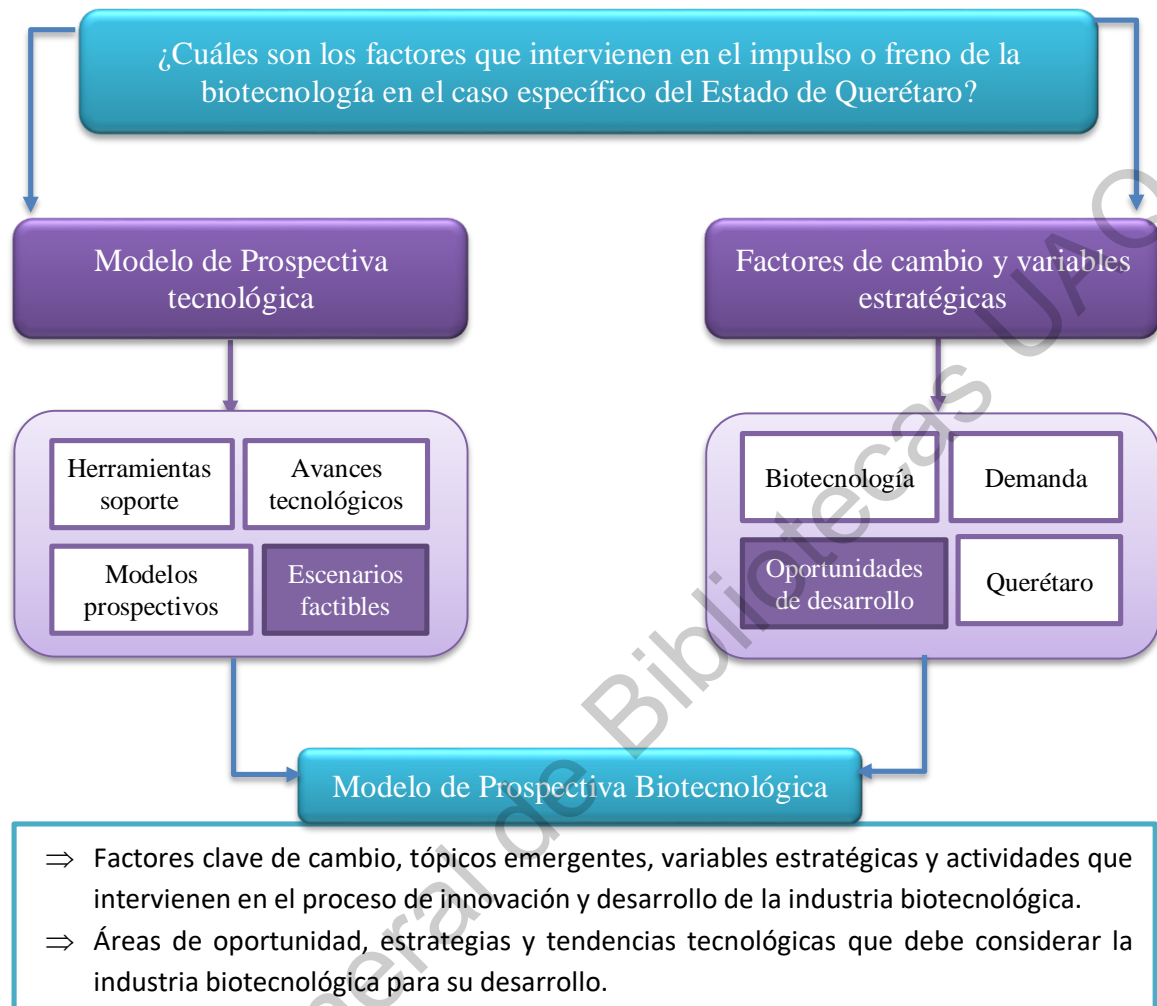 ¿Cuáles son los factores que intervienen en el impulso o freno de la
biotecnología en el caso específico del Estado de Querétaro?
Modelo de Prospectiva
tecnológica
Factores de cambio y variables
estratégicas
Herramientas
soporte
Avances
tecnológicos
Modelos
prospectivos
Escenarios
factibles
Biotecnología
Demanda
Oportunidades
de desarrollo
Querétaro
Modelo de Prospectiva Biotecnológica
⇒ Factores clave de cambio, tópicos emergentes, variables estratégicas y actividades que
intervienen en el proceso de innovación y desarrollo de la industria biotecnológica.
⇒ Áreas de oportunidad, estrategias y tendencias tecnológicas que debe considerar la
industria biotecnológica para su desarrollo.
de Bibliotecas UAQ